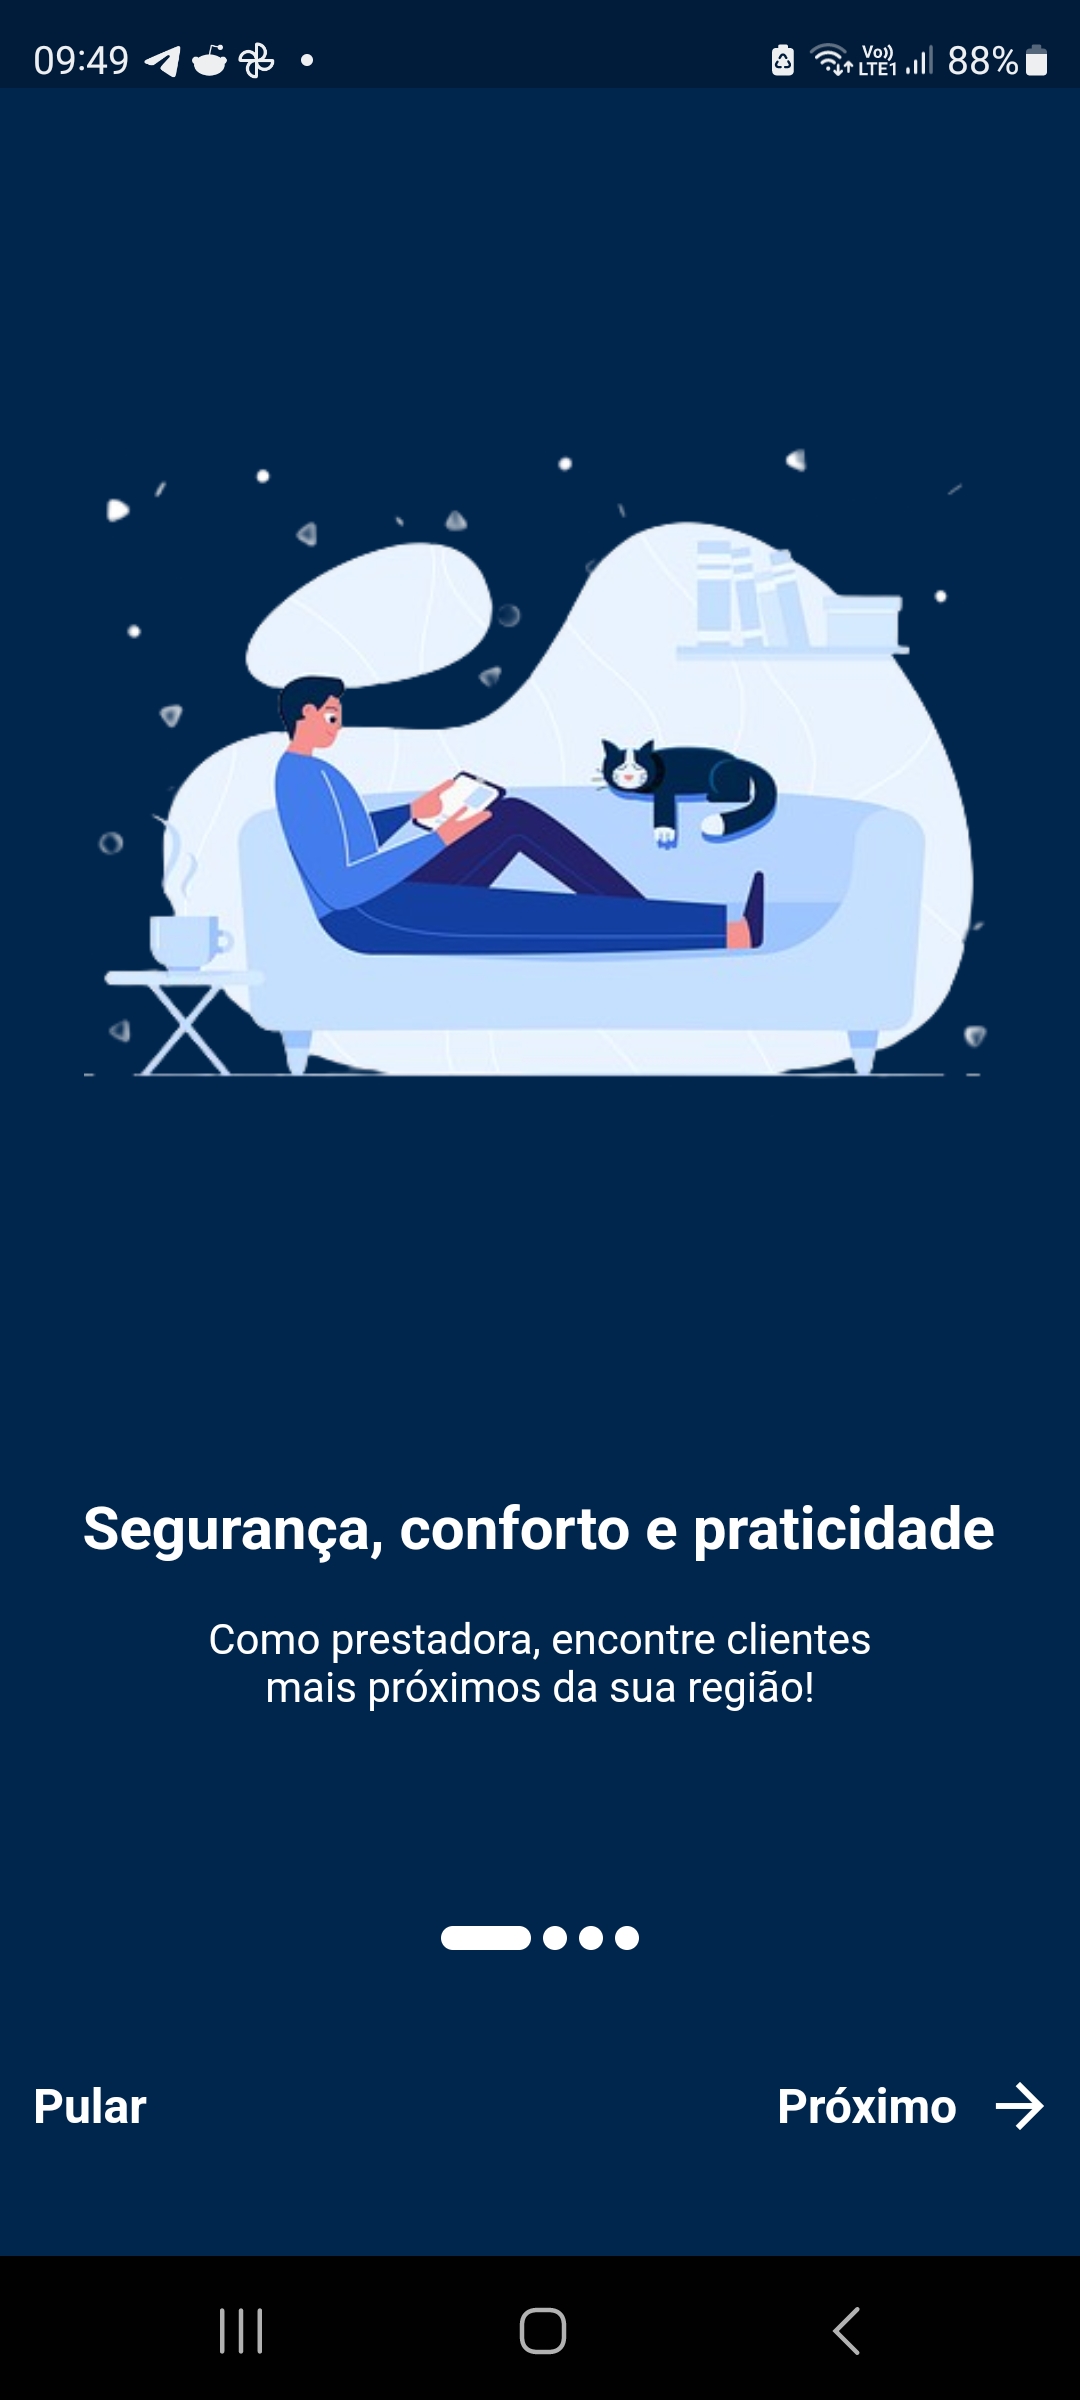 09:49
Vo)) LTE1 88%
Segurança, conforto e praticidade
Como prestadora, encontre clientes
mais próximos da sua região!
Pular
Próximo